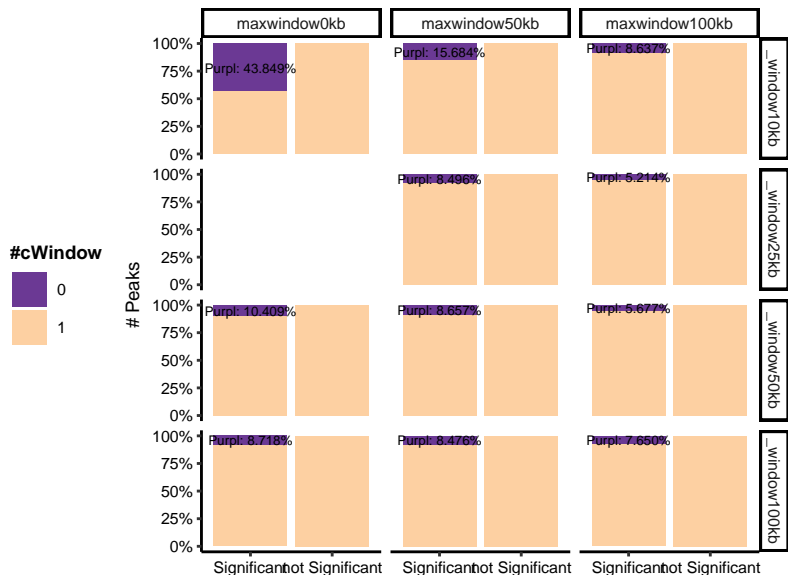 maxwindow0kb maxwindow50kb maxwindow100kb
100%
75%
50%
25%
0%
Purpl: 43.849% Purpl: 15.684% Purpl: 8.637%
_window10kb
100%
75%
50%
25%
0%
Purpl: 8.496% Purpl: 5.214%
_window25kb
#cWindow
0
1
# Peaks
100%
75%
50%
25%
0%
Purpl: 10.409% Purpl: 8.657% Purpl: 5.677%
_window50kb
100%
75%
50%
25%
0%
Purpl: 8.718% Purpl: 8.476% Purpl: 7.650%
_window100kb
Significant not Significant Significant not Significant Significant not Significant